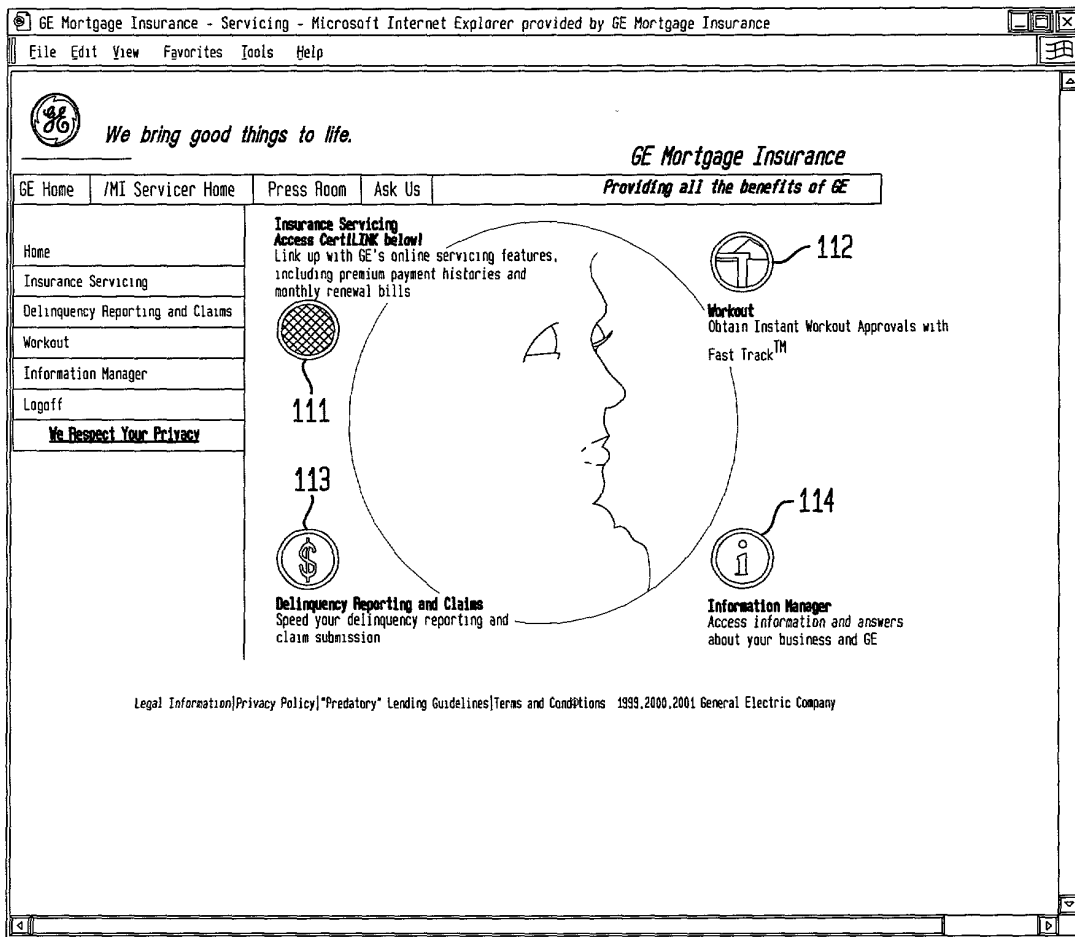 GE Mortgage Insurance - Servicing - Microsoft Internet Explorer provided by GE Mortgage Insurance
File Edit View Favorites Tools Help
GE
We bring good things to life.
GE Mortgage Insurance
GE Home /MI Servicer Home Press Room Ask Us Providing all the benefits of GE
Home
Insurance Servicing
Delinquency Reporting and Claims
Workout
Information Manager
Logoff
We Respect Your Privacy
Insurance Servicing
Access CertiLINK below!
Link up with GE's online servicing features,
including premium payment histories and
monthly renewal bills
111
112
Workout
Obtain Instant Workout Approvals with
Fast Track™
113
$
Delinquency Reporting and Claims
Speed your delinquency reporting and
claim submission
114
i
Information Manager
Access information and answers
about your business and GE
Legal Information|Privacy Policy|"Predatory" Lending Guidelines|Terms and Conditions 1999,2000,2001 General Electric Company